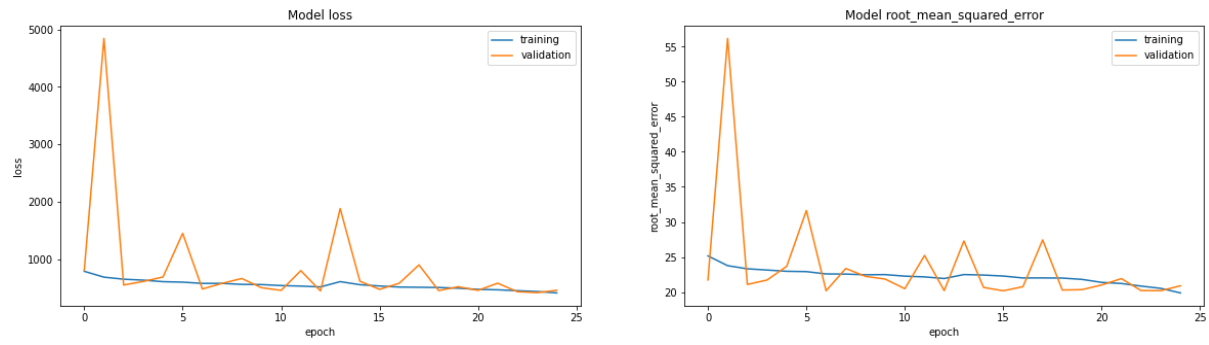 Model loss
5000
4000
3000
2000
1000
loss
0
5
10
15
20
25
epoch
training
validation
Model root_mean_squared_error
55
50
45
40
35
30
25
20
root_mean_squared_error
0
5
10
15
20
25
epoch
training
validation